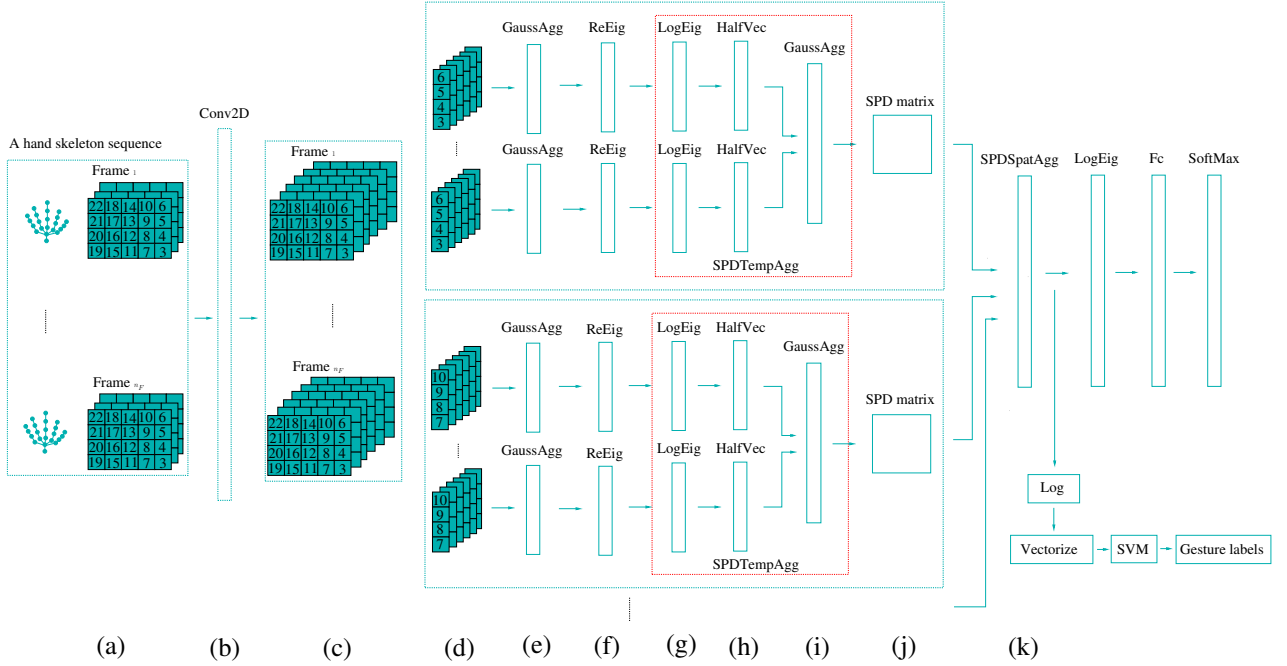 A hand skeleton sequence
Frame 1
22 18 14 10 6
21 17 13 9 5
20 16 12 8 4
19 15 11 7 3
Frame n_F
22 18 14 10 6
21 17 13 9 5
20 16 12 8 4
19 15 11 7 3
Conv2D
Frame 1
22 18 14 10 6
21 17 13 9 5
20 16 12 8 4
19 15 11 7 3
Frame n_F
22 18 14 10 6
21 17 13 9 5
20 16 12 8 4
19 15 11 7 3
GaussAgg ReEig LogEig HalfVec
GaussAgg
SPD matrix
6
5
4
3
GaussAgg ReEig LogEig HalfVec
6
5
4
3
SPDTempAgg
GaussAgg ReEig LogEig HalfVec
GaussAgg
SPD matrix
10
9
8
7
GaussAgg ReEig LogEig HalfVec
10
9
8
7
SPDTempAgg
SPDSpatAgg LogEig Fc SoftMax
Log
Vectorize SVM Gesture labels
(a) (b) (c) (d) (e) (f) (g) (h) (i) (j) (k)